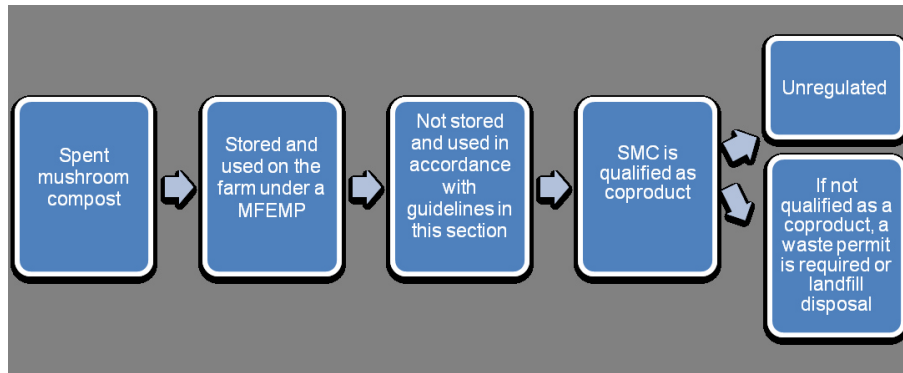 Spent
mushroom
compost
Stored and
used on the
farm under a
MFEMP
Not stored
and used in
accordance
with
guidelines in
this section
SMC is
qualified as
coproduct
Unregulated
If not
qualified as a
coproduct, a
waste permit
is required or
landfill
disposal